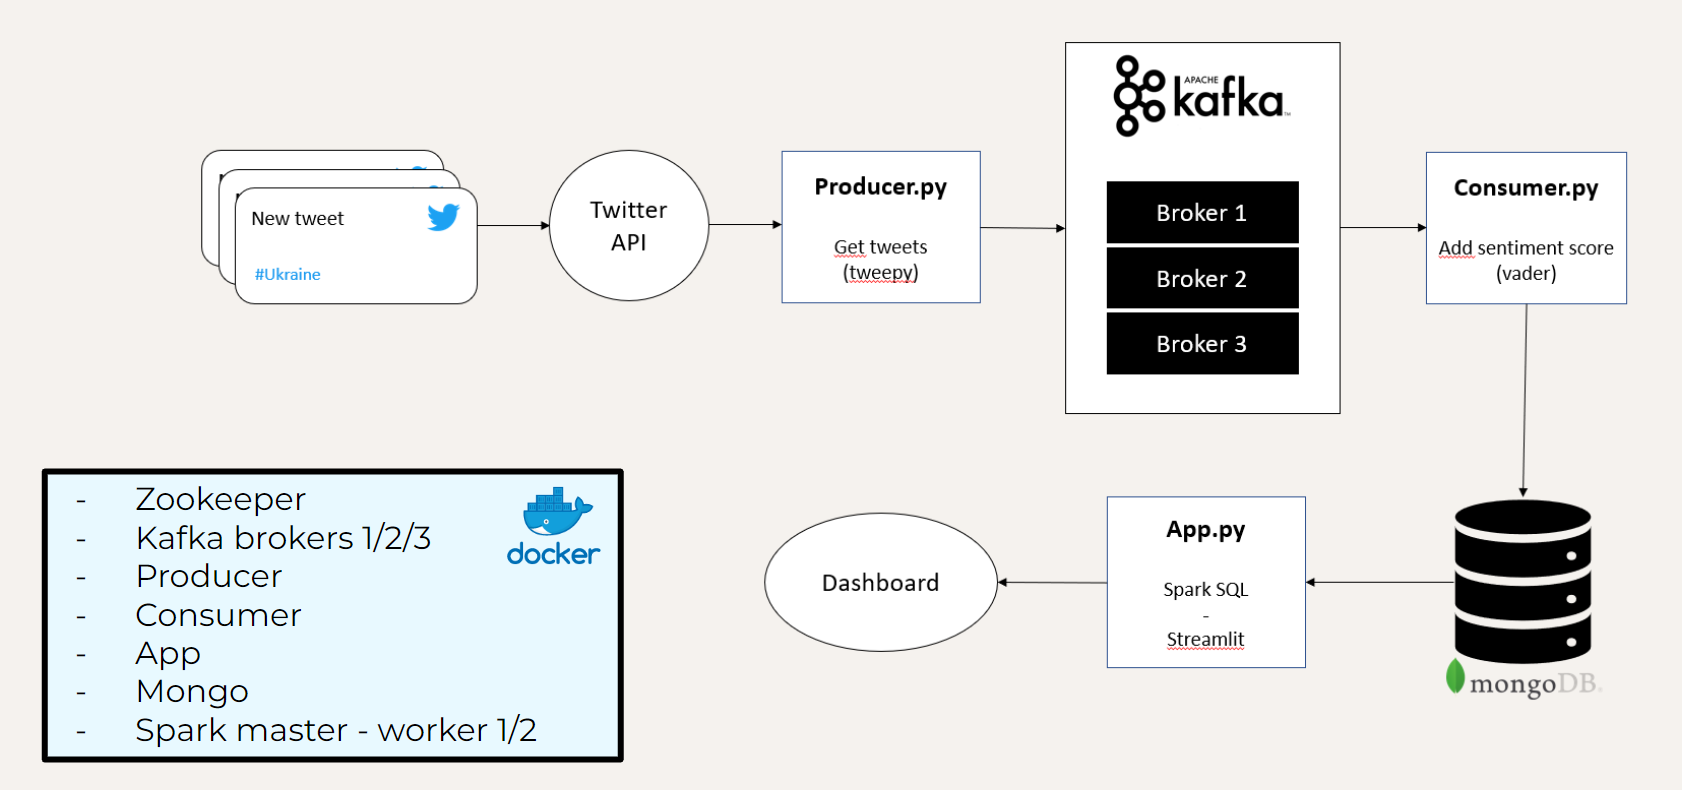 New tweet
#Ukraine
Twitter
API
Producer.py
Get tweets
(tweepy)
APACHE
kafka
TM
Broker 1
Broker 2
Broker 3
Consumer.py
Add sentiment score
(vader)
- Zookeeper
- Kafka brokers 1/2/3
- Producer
- Consumer
- App
- Mongo
- Spark master - worker 1/2
docker
Dashboard
App.py
Spark SQL
-
Streamlit
mongoDB.